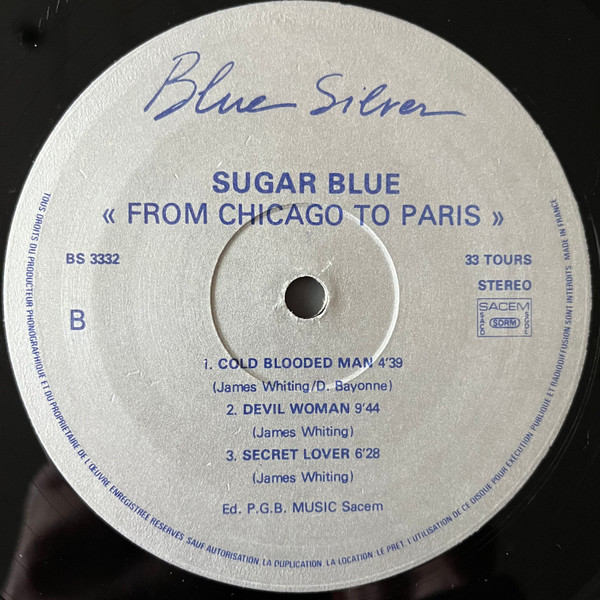 Blue Silver
SUGAR BLUE
« FROM CHICAGO TO PARIS »
BS 3332
33 TOURS
STEREO
B
SACEM
SACD
SDRM
SGDL
1. COLD BLOODED MAN 4'39
(James Whiting/D. Bayonne)
2. DEVIL WOMAN 9'44
(James Whiting)
3. SECRET LOVER 6'28
(James Whiting)
Ed. P.G.B. MUSIC Sacem
TOUS DROITS DU PRODUCTEUR PHONOGRAPHIQUE ET DU PROPRIETAIRE DE L'ŒUVRE ENREGISTREE RESERVES. SAUF AUTORISATION, LA DUPLICATION, LA LOCATION, LE PRET, L'UTILISATION DE CE DISQUE POUR EXECUTION PUBLIQUE ET RADIODIFFUSION SONT INTERDITS. MADE IN FRANCE